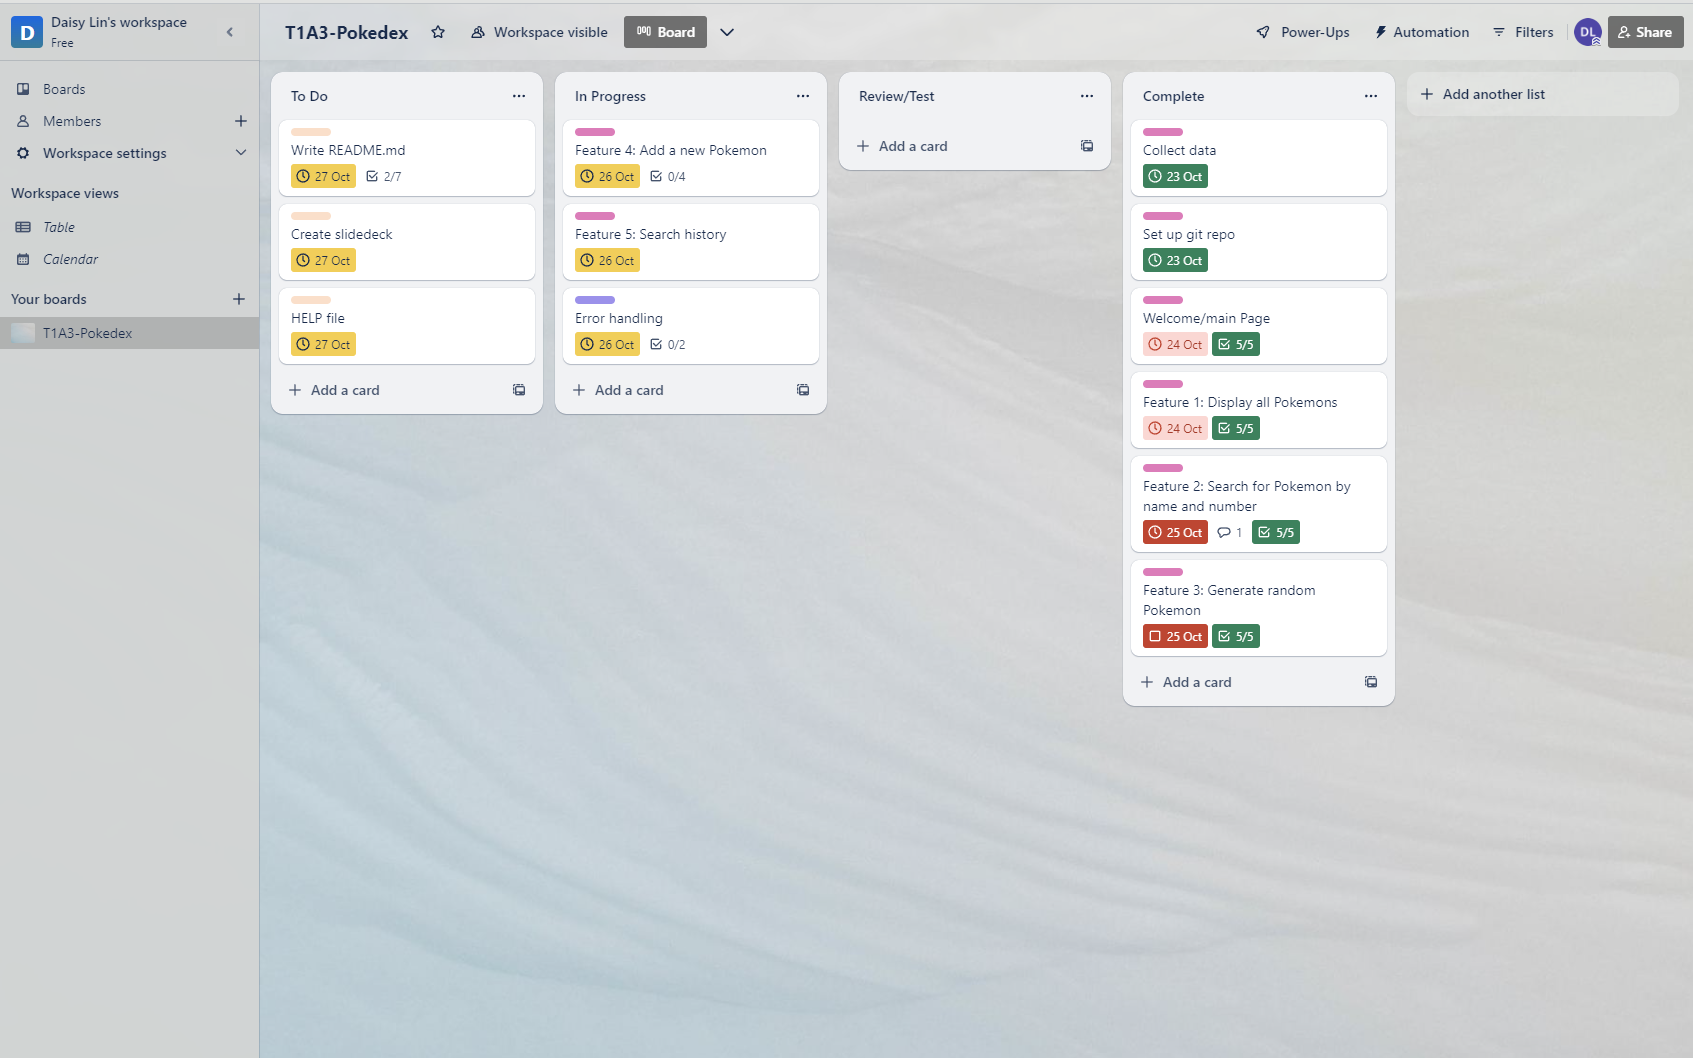 D
Daisy Lin's workspace
Free
Boards
Members
Workspace settings
Workspace views
Table
Calendar
Your boards
T1A3-Pokedex
T1A3-Pokedex
Workspace visible
Board
Power-Ups
Automation
Filters
DL
Share
To Do
Write README.md
27 Oct 2/7
Create slidedeck
27 Oct
HELP file
27 Oct
Add a card
In Progress
Feature 4: Add a new Pokemon
26 Oct 0/4
Feature 5: Search history
26 Oct
Error handling
26 Oct 0/2
Add a card
Review/Test
Add a card
Complete
Collect data
23 Oct
Set up git repo
23 Oct
Welcome/main Page
24 Oct 5/5
Feature 1: Display all Pokemons
24 Oct 5/5
Feature 2: Search for Pokemon by
name and number
25 Oct 1 5/5
Feature 3: Generate random
Pokemon
25 Oct 5/5
Add a card
Add another list